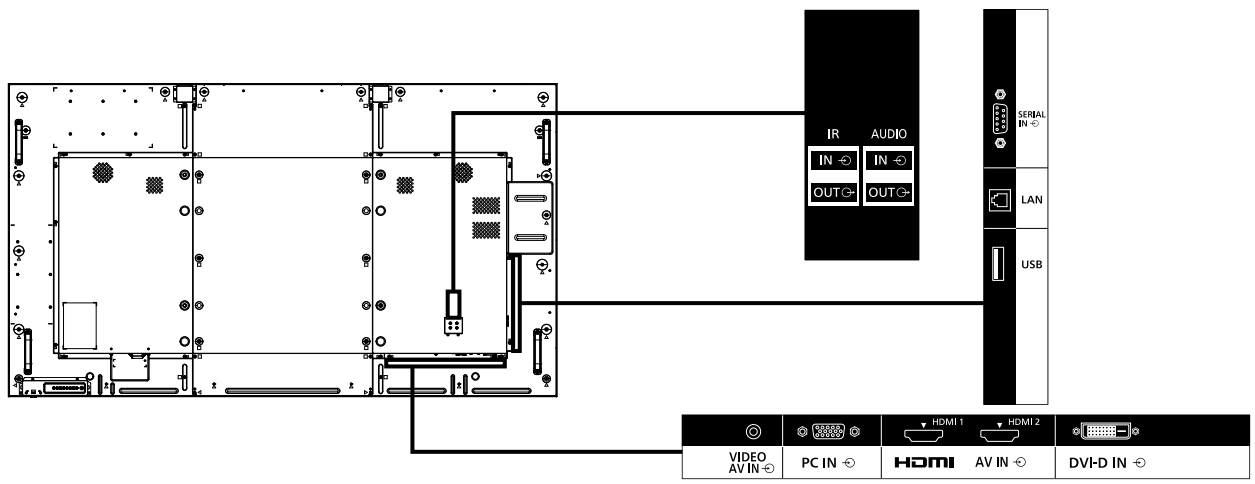 IR AUDIO
IN IN
OUT OUT
SERIAL
IN
LAN
USB
HDMI 1 HDMI 2
VIDEO
AV IN
PC IN
HDMI AV IN
DVI-D IN